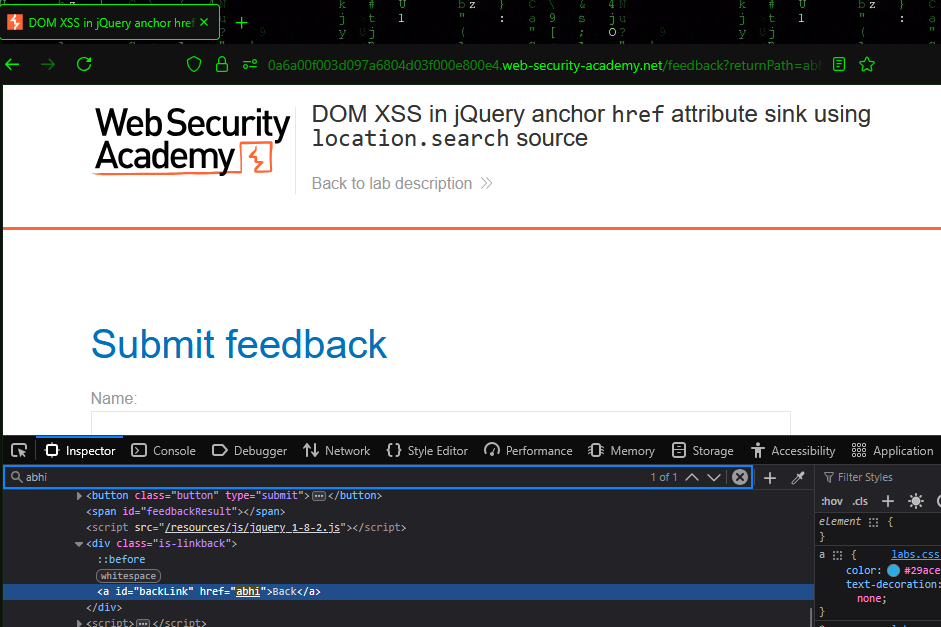 DOM XSS in jQuery anchor href
0a6a00f003d097a6804d03f000e800e4.web-security-academy.net/feedback?returnPath=abh
Web Security
Academy
DOM XSS in jQuery anchor href attribute sink using
location.search source
Back to lab description
Submit feedback
Name:
Inspector Console Debugger Network {} Style Editor Performance Memory Storage Accessibility Application
abhi 1 of 1 Filter Styles
<button class="button" type="submit">…</button> :hov .cls
<span id="feedbackResult"></span>
<script src="/resources/js/jquery_1-8-2.js"></script>
<div class="is-linkback">
::before
whitespace
<a id="backLink" href="abhi">Back</a>
</div>
<script>…</script>
element {
}
a { labs.css
color: #29ace
text-decoration:
none;
}